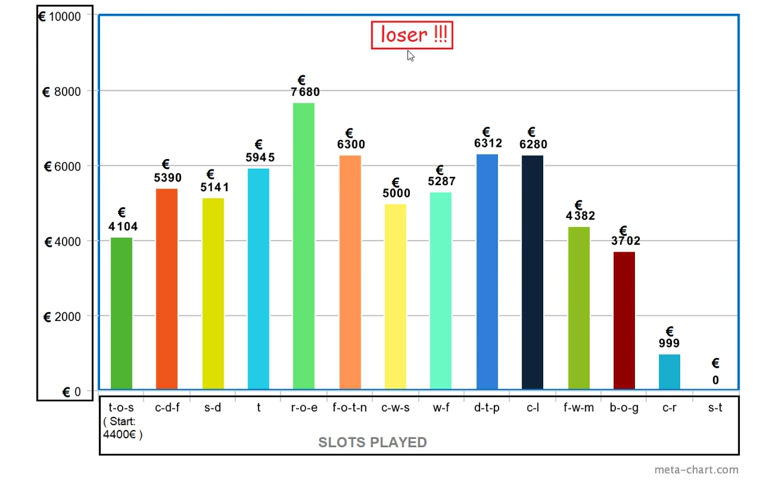 € 10000
loser !!!
€ 8000
€ 6000
€ 4000
€ 2000
€ 0
€
4104
€
5390
€
5141
€
5945
€
7680
€
6300
€
5000
€
5287
€
6312
€
6280
€
4382
€
3702
€
999
€
0
t-o-s
( Start:
4400€ )
c-d-f
s-d
t
r-o-e
f-o-t-n
c-w-s
w-f
d-t-p
c-l
f-w-m
b-o-g
c-r
s-t
SLOTS PLAYED
meta-chart.com